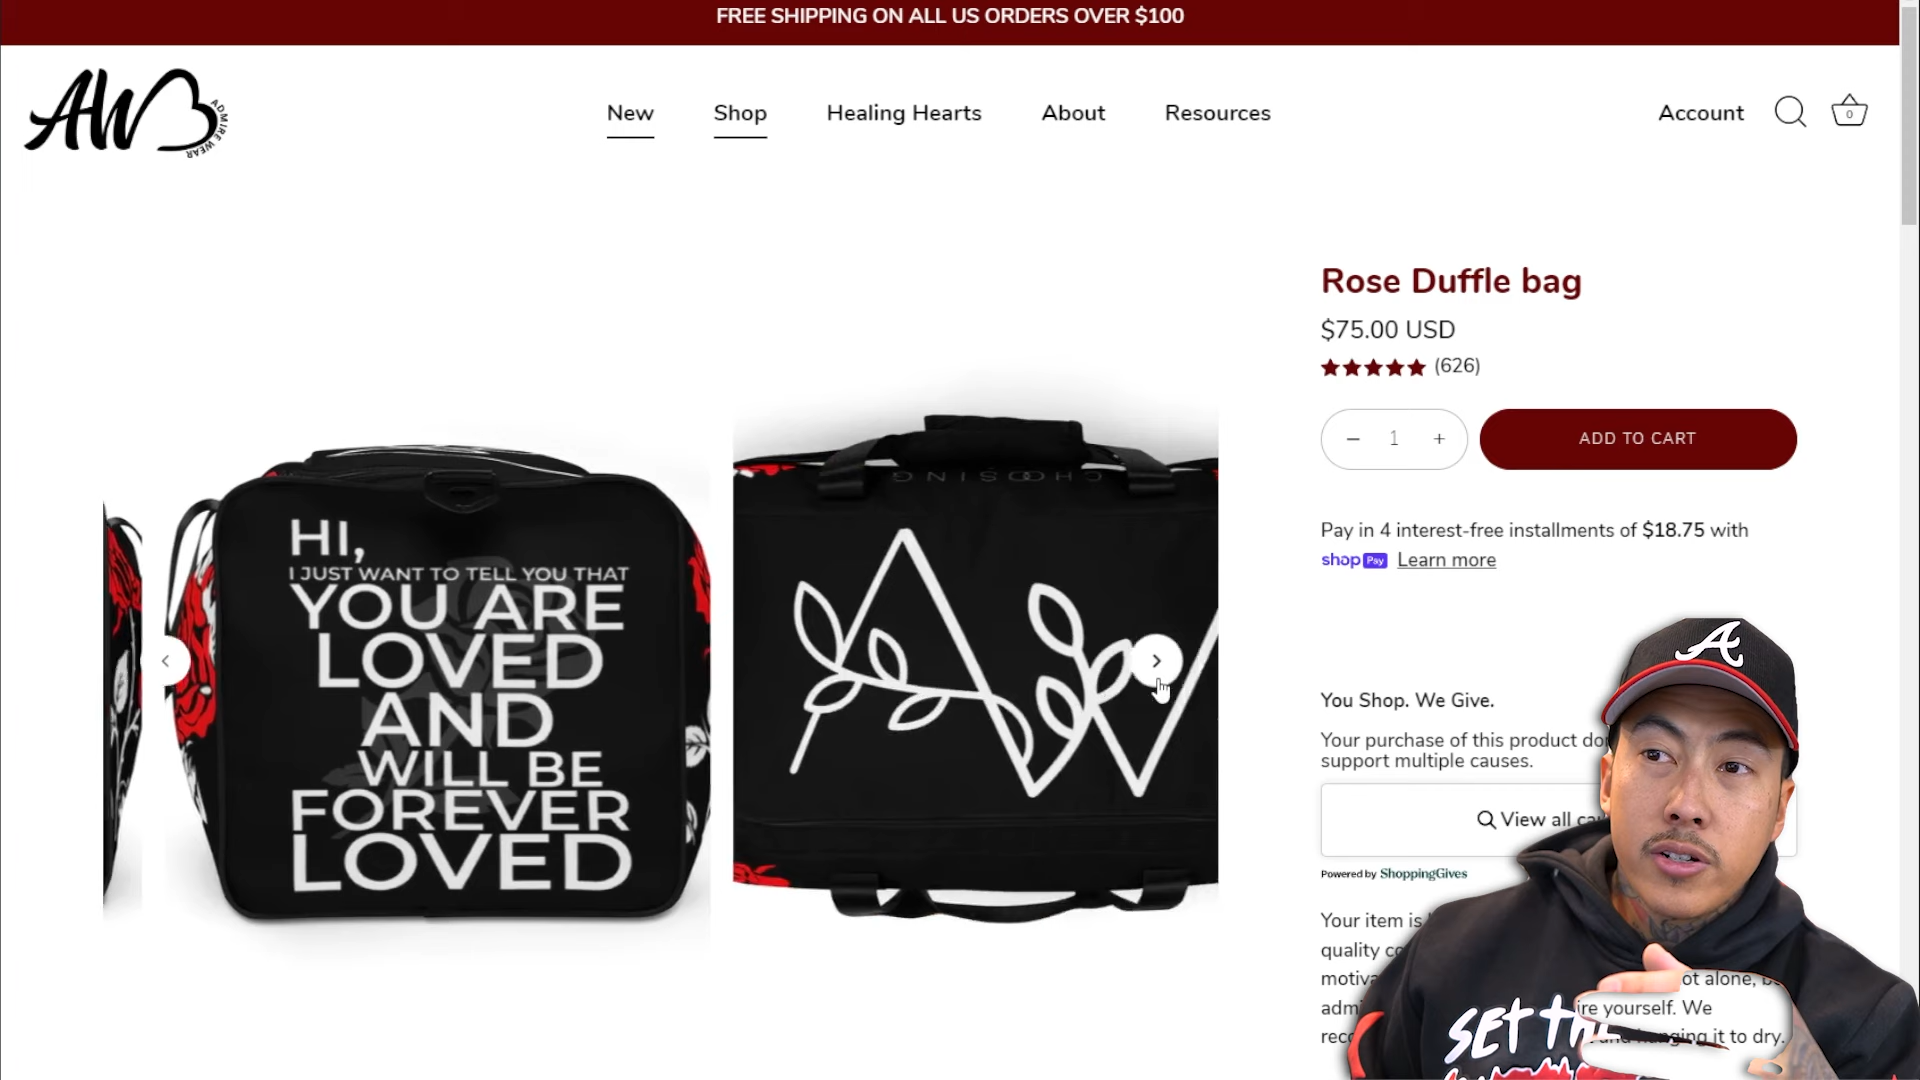 FREE SHIPPING ON ALL US ORDERS OVER $100
AW
ADMIRE WEAR
New
Shop
Healing Hearts
About
Resources
Account
0
Rose Duffle bag
$75.00 USD
(626)
1
ADD TO CART
Pay in 4 interest-free installments of $18.75 with
shop Pay Learn more
You Shop. We Give.
Your purchase of this product
support multiple causes.
View all
Powered by ShoppingGives
Your item is
quality
ot alone,
yourself. We
hanging it to dry.
HI,
I JUST WANT TO TELL YOU THAT
YOU ARE
LOVED
AND
WILL BE
FOREVER
LOVED
CHOOSING
AW
A
SET THE